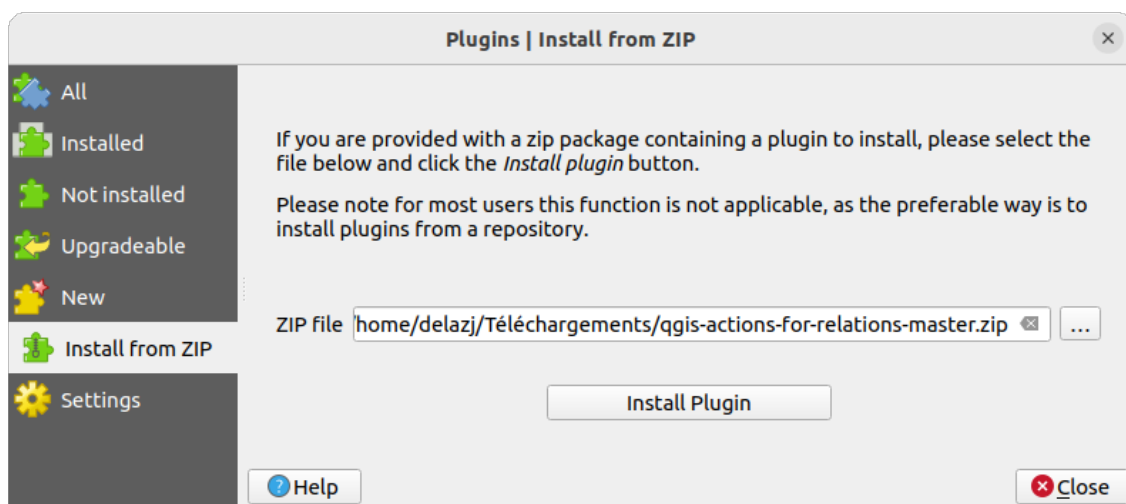 Plugins | Install from ZIP
All
Installed
Not installed
Upgradeable
New
Install from ZIP
Settings
If you are provided with a zip package containing a plugin to install, please select the
file below and click the Install plugin button.
Please note for most users this function is not applicable, as the preferable way is to
install plugins from a repository.
ZIP file /home/delazj/Téléchargements/qgis-actions-for-relations-master.zip ...
Install Plugin
Help
Close